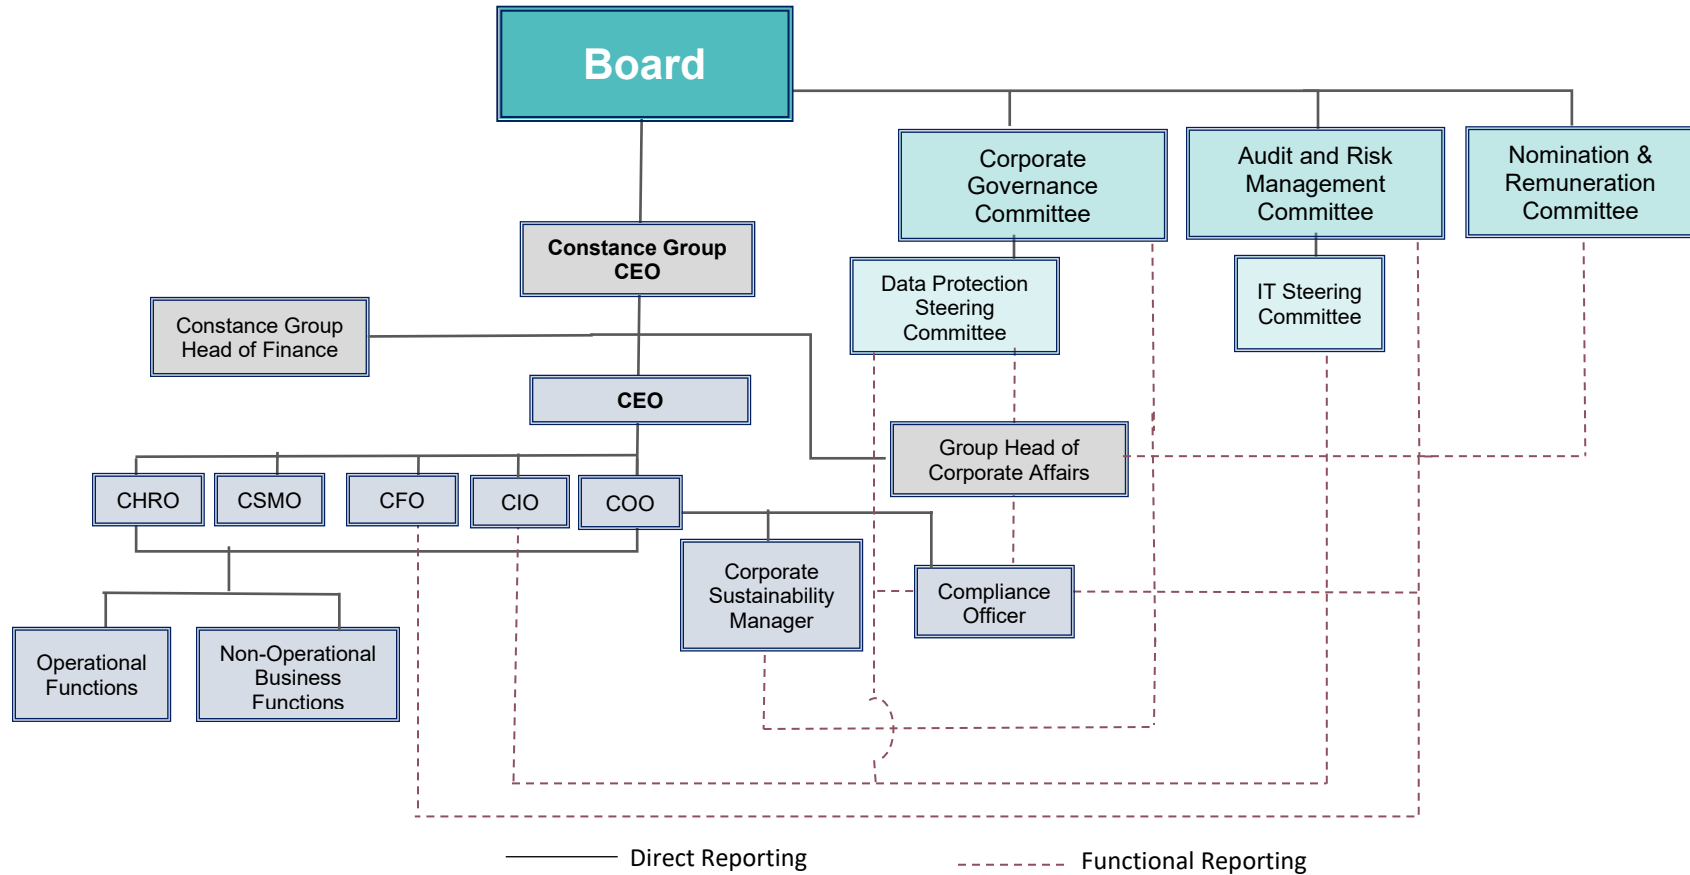 Board
Corporate
Governance
Committee
Audit and Risk
Management
Committee
Nomination &
Remuneration
Committee
Constance Group
CEO
Data Protection
Steering
Committee
IT Steering
Committee
Constance Group
Head of Finance
CEO
Group Head of
Corporate Affairs
CHRO
CSMO
CFO
CIO
COO
Corporate
Sustainability
Manager
Compliance
Officer
Operational
Functions
Non-Operational
Business
Functions
Direct Reporting
Functional Reporting